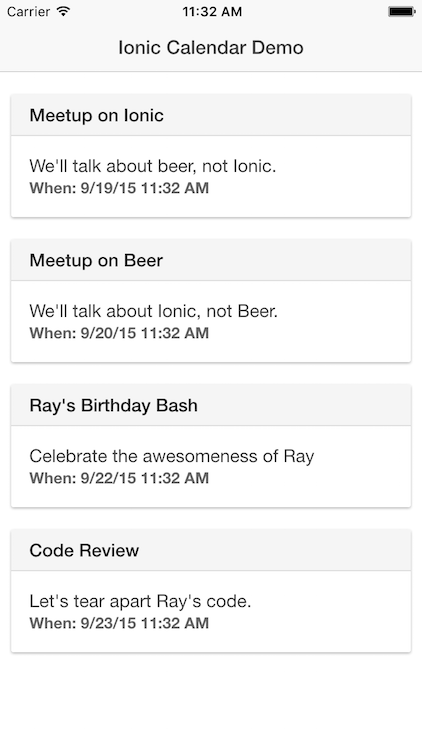 Carrier 11:32 AM
Ionic Calendar Demo
Meetup on Ionic
We'll talk about beer, not Ionic.
When: 9/19/15 11:32 AM
Meetup on Beer
We'll talk about Ionic, not Beer.
When: 9/20/15 11:32 AM
Ray's Birthday Bash
Celebrate the awesomeness of Ray
When: 9/22/15 11:32 AM
Code Review
Let's tear apart Ray's code.
When: 9/23/15 11:32 AM